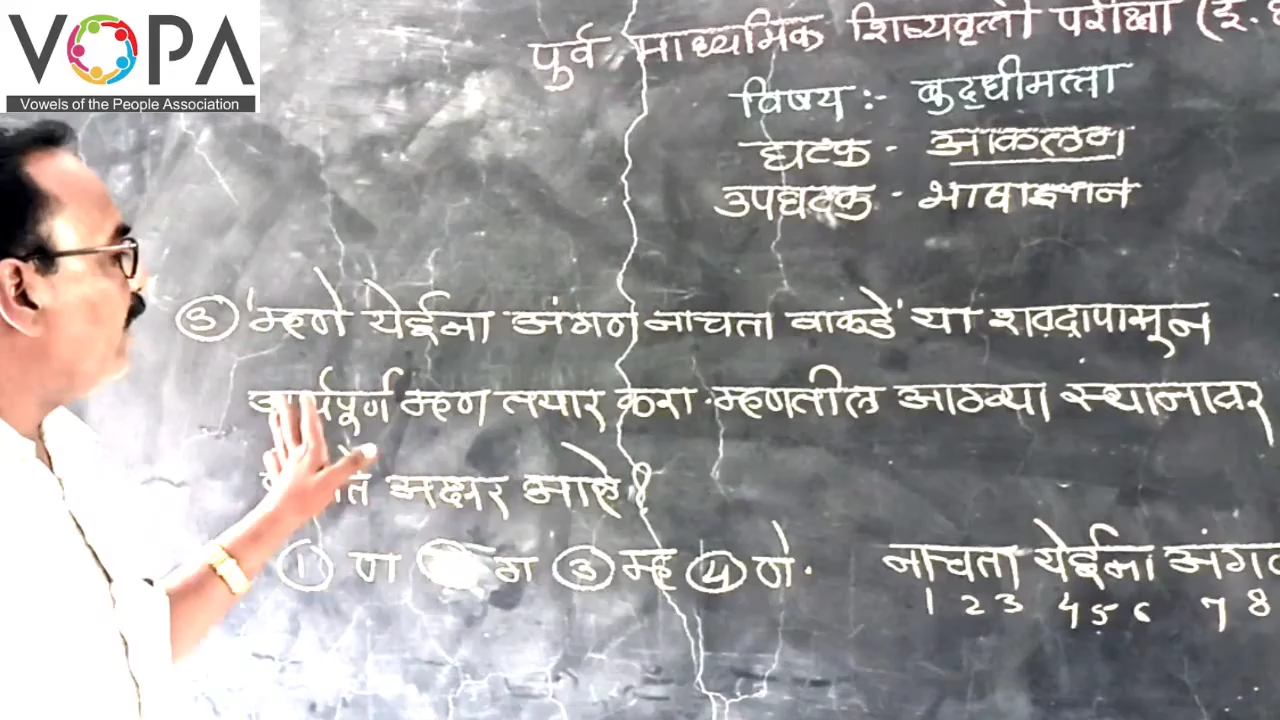 VOPA
Vowels of the People Association
पुर्व माध्यमिक शिष्यवृत्ती परीक्षा (इ.
विषय :- बुद्धीमत्ता
घटक - आकलन
उपघटक - भाषाज्ञान
③ 'म्हणे येईना अंगण नाचता वाकडे' या शब्दापासून
अर्थपूर्ण म्हण तयार करा. म्हणतील आठव्या स्थानावर
अक्षर आहे?
① ण ग ③ म्ह ④ णे.
नाचता येईना अंगण
1 2 3 4 5 6 7 8